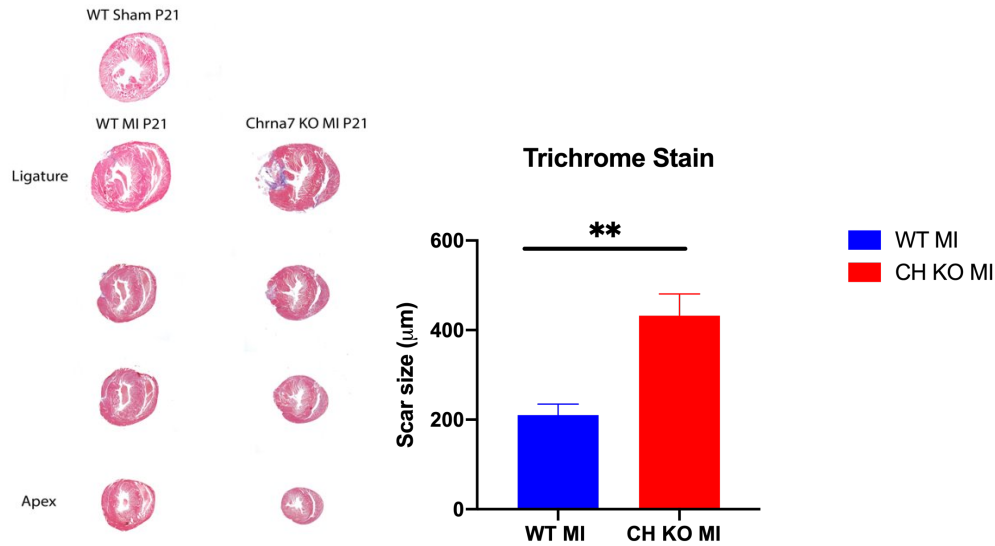 WT Sham P21
WT MI P21
Chrna7 KO MI P21
Ligature
Apex
Trichrome Stain
**
600
400
200
0
Scar size (μm)
WT MI
CH KO MI
WT MI
CH KO MI